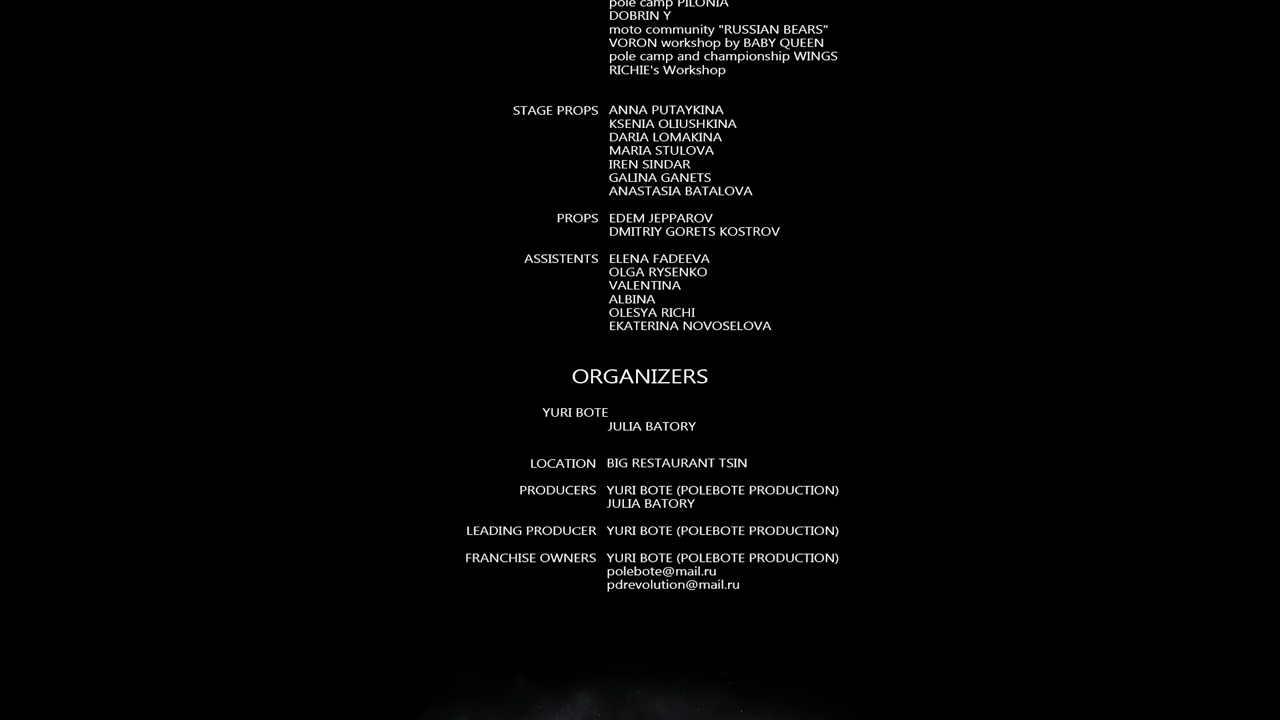 pole camp PILONIA
DOBRIN Y
moto community "RUSSIAN BEARS"
VORON workshop by BABY QUEEN
pole camp and championship WINGS
RICHIE's Workshop
STAGE PROPS ANNA PUTAYKINA
KSENIA OLIUSHKINA
DARIA LOMAKINA
MARIA STULOVA
IREN SINDAR
GALINA GANETS
ANASTASIA BATALOVA
PROPS EDEM JEPPAROV
DMITRIY GORETS KOSTROV
ASSISTENTS ELENA FADEEVA
OLGA RYSENKO
VALENTINA
ALBINA
OLESYA RICHI
EKATERINA NOVOSELOVA
ORGANIZERS
YURI BOTE
JULIA BATORY
LOCATION BIG RESTAURANT TSIN
PRODUCERS YURI BOTE (POLEBOTE PRODUCTION)
JULIA BATORY
LEADING PRODUCER YURI BOTE (POLEBOTE PRODUCTION)
FRANCHISE OWNERS YURI BOTE (POLEBOTE PRODUCTION)
polebote@mail.ru
pdrevolution@mail.ru